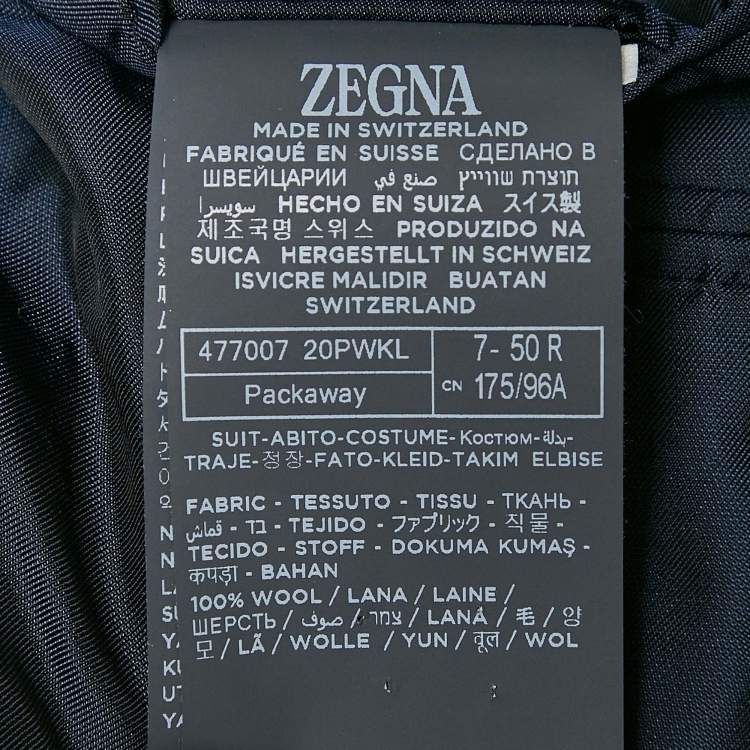 ZEGNA
MADE IN SWITZERLAND
FABRIQUÉ EN SUISSE СДЕЛАНО В
ШВЕЙЦАРИИ صنع في תוצרת שווייץ
سويسرا HECHO EN SUIZA スイス製
제조국명 스위스 PRODUZIDO NA
SUICA HERGESTELLT IN SCHWEIZ
ISVICRE MALIDIR BUATAN
SWITZERLAND
477007 20PWKL 7- 50 R
Packaway CN 175/96A
SUIT-ABITO-COSTUME-Костюм-بدلة-
TRAJE-정장-FATO-KLEID-TAKIM ELBISE
FABRIC - TESSUTO - TISSU - ТКАНЬ -
قماش - בד - TEJIDO - ファブリック - 직물 -
TECIDO - STOFF - DOKUMA KUMAŞ -
कपड़ा - BAHAN
100% WOOL / LANA / LAINE /
ШЕРСТЬ / صوف / צמר / LANA / 毛 / 양
모 / LÃ / WOLLE / YUN / वूल / WOL